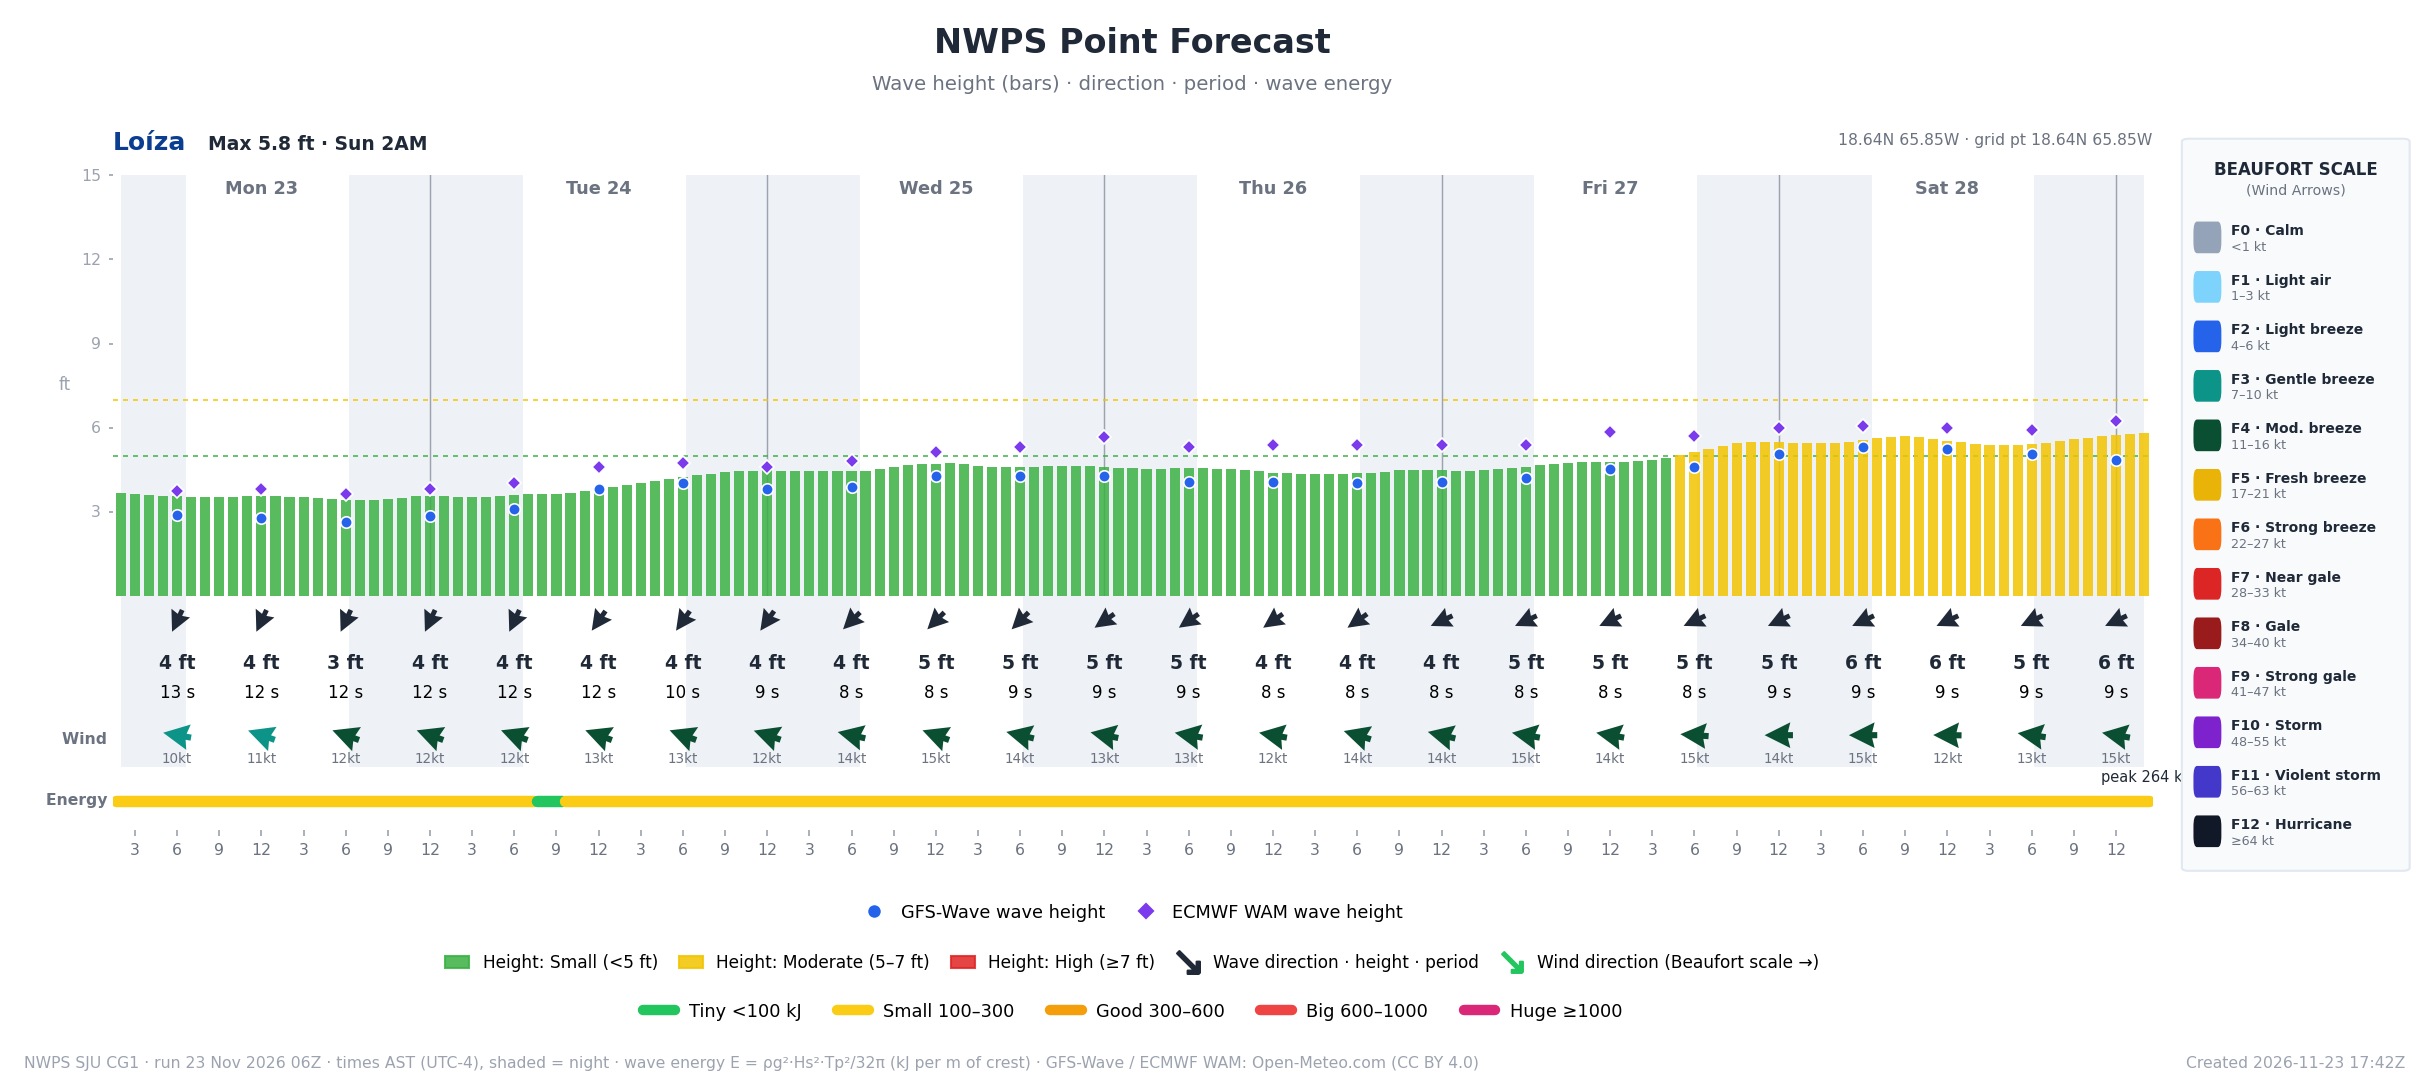 NWPS Point Forecast
Wave height (bars) · direction · period · wave energy
Loíza Max 5.8 ft · Sun 2AM
18.64N 65.85W · grid pt 18.64N 65.85W
15
12
9
ft
6
3
Mon 23 Tue 24 Wed 25 Thu 26 Fri 27 Sat 28
4 ft 4 ft 3 ft 4 ft 4 ft 4 ft 4 ft 4 ft 4 ft 5 ft 5 ft 5 ft 5 ft 4 ft 4 ft 4 ft 5 ft 5 ft 5 ft 5 ft 6 ft 6 ft 5 ft 6 ft
13 s 12 s 12 s 12 s 12 s 12 s 10 s 9 s 8 s 8 s 9 s 9 s 9 s 8 s 8 s 8 s 8 s 8 s 8 s 9 s 9 s 9 s 9 s 9 s
Wind
10kt 11kt 12kt 12kt 12kt 13kt 13kt 12kt 14kt 15kt 14kt 13kt 13kt 12kt 14kt 14kt 15kt 14kt 15kt 14kt 15kt 12kt 13kt 15kt
peak 264 k
Energy
3 6 9 12 3 6 9 12 3 6 9 12 3 6 9 12 3 6 9 12 3 6 9 12 3 6 9 12 3 6 9 12 3 6 9 12 3 6 9 12 3 6 9 12 3 6 9 12
BEAUFORT SCALE
(Wind Arrows)
F0 · Calm
<1 kt
F1 · Light air
1–3 kt
F2 · Light breeze
4–6 kt
F3 · Gentle breeze
7–10 kt
F4 · Mod. breeze
11–16 kt
F5 · Fresh breeze
17–21 kt
F6 · Strong breeze
22–27 kt
F7 · Near gale
28–33 kt
F8 · Gale
34–40 kt
F9 · Strong gale
41–47 kt
F10 · Storm
48–55 kt
F11 · Violent storm
56–63 kt
F12 · Hurricane
≥64 kt
GFS-Wave wave height ECMWF WAM wave height
Height: Small (<5 ft) Height: Moderate (5–7 ft) Height: High (≥7 ft) Wave direction · height · period Wind direction (Beaufort scale →)
Tiny <100 kJ Small 100–300 Good 300–600 Big 600–1000 Huge ≥1000
NWPS SJU CG1 · run 23 Nov 2026 06Z · times AST (UTC-4), shaded = night · wave energy E = ρg²·Hs²·Tp²/32π (kJ per m of crest) · GFS-Wave / ECMWF WAM: Open-Meteo.com (CC BY 4.0)
Created 2026-11-23 17:42Z